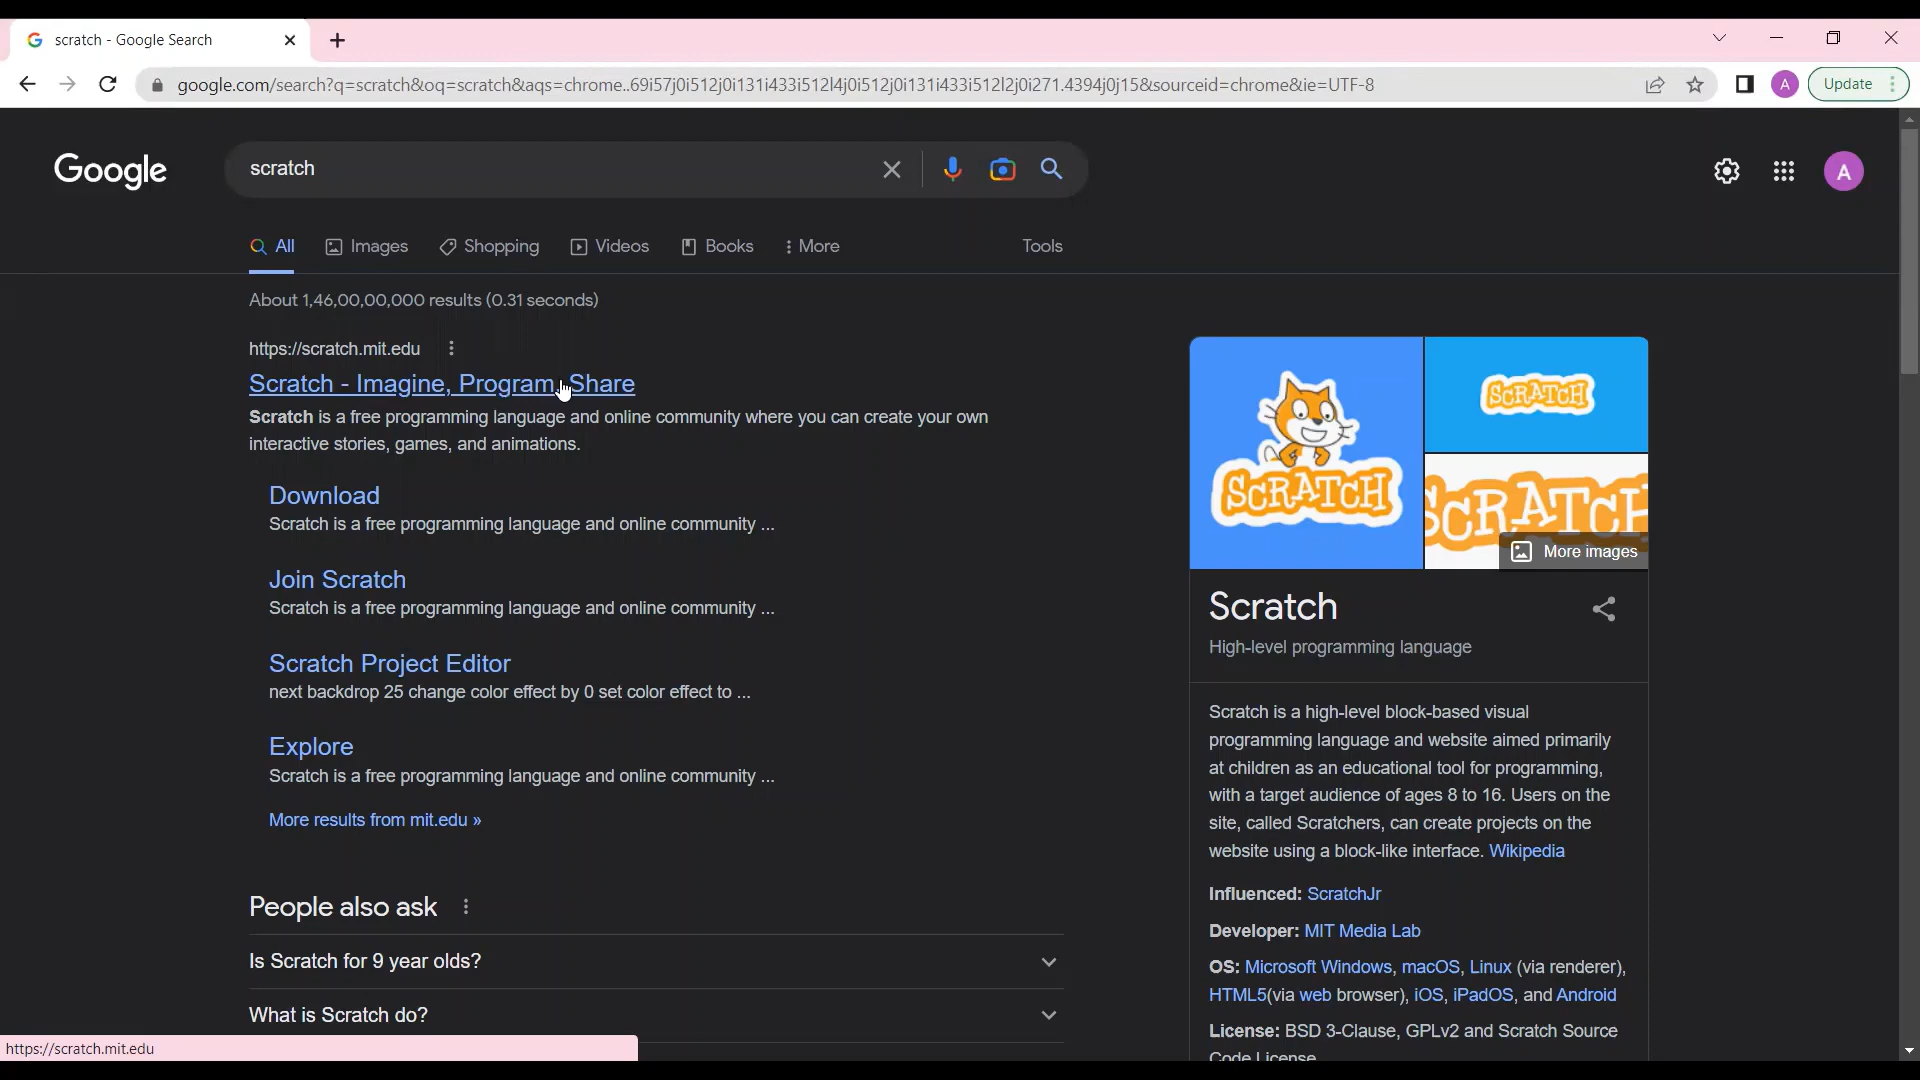 scratch - Google Search
google.com/search?q=scratch&oq=scratch&aqs=chrome..69i57j0i512j0i131i433i512l4j0i512j0i131i433i512l2j0i271.4394j0j15&sourceid=chrome&ie=UTF-8
A
Update
Google
scratch
A
All
Images
Shopping
Videos
Books
More
Tools
About 1,46,00,00,000 results (0.31 seconds)
https://scratch.mit.edu
Scratch - Imagine, Program, Share
Scratch is a free programming language and online community where you can create your own
interactive stories, games, and animations.
Download
Scratch is a free programming language and online community ...
Join Scratch
Scratch is a free programming language and online community ...
Scratch Project Editor
next backdrop 25 change color effect by 0 set color effect to ...
Explore
Scratch is a free programming language and online community ...
More results from mit.edu »
People also ask
Is Scratch for 9 year olds?
What is Scratch do?
https://scratch.mit.edu
SCRATCH
SCRATCH
SCRATCH
More images
Scratch
High-level programming language
Scratch is a high-level block-based visual
programming language and website aimed primarily
at children as an educational tool for programming,
with a target audience of ages 8 to 16. Users on the
site, called Scratchers, can create projects on the
website using a block-like interface. Wikipedia
Influenced: ScratchJr
Developer: MIT Media Lab
OS: Microsoft Windows, macOS, Linux (via renderer),
HTML5(via web browser), iOS, iPadOS, and Android
License: BSD 3-Clause, GPLv2 and Scratch Source
Code License